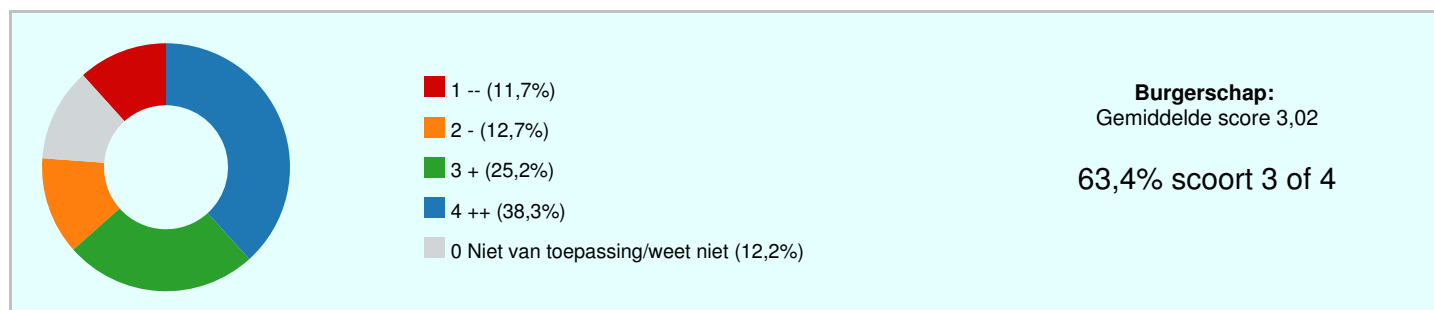 1 -- (11,7%)
2 - (12,7%)
3 + (25,2%)
4 ++ (38,3%)
0 Niet van toepassing/weet niet (12,2%)
Burgerschap:
Gemiddelde score 3,02
63,4% scoort 3 of 4